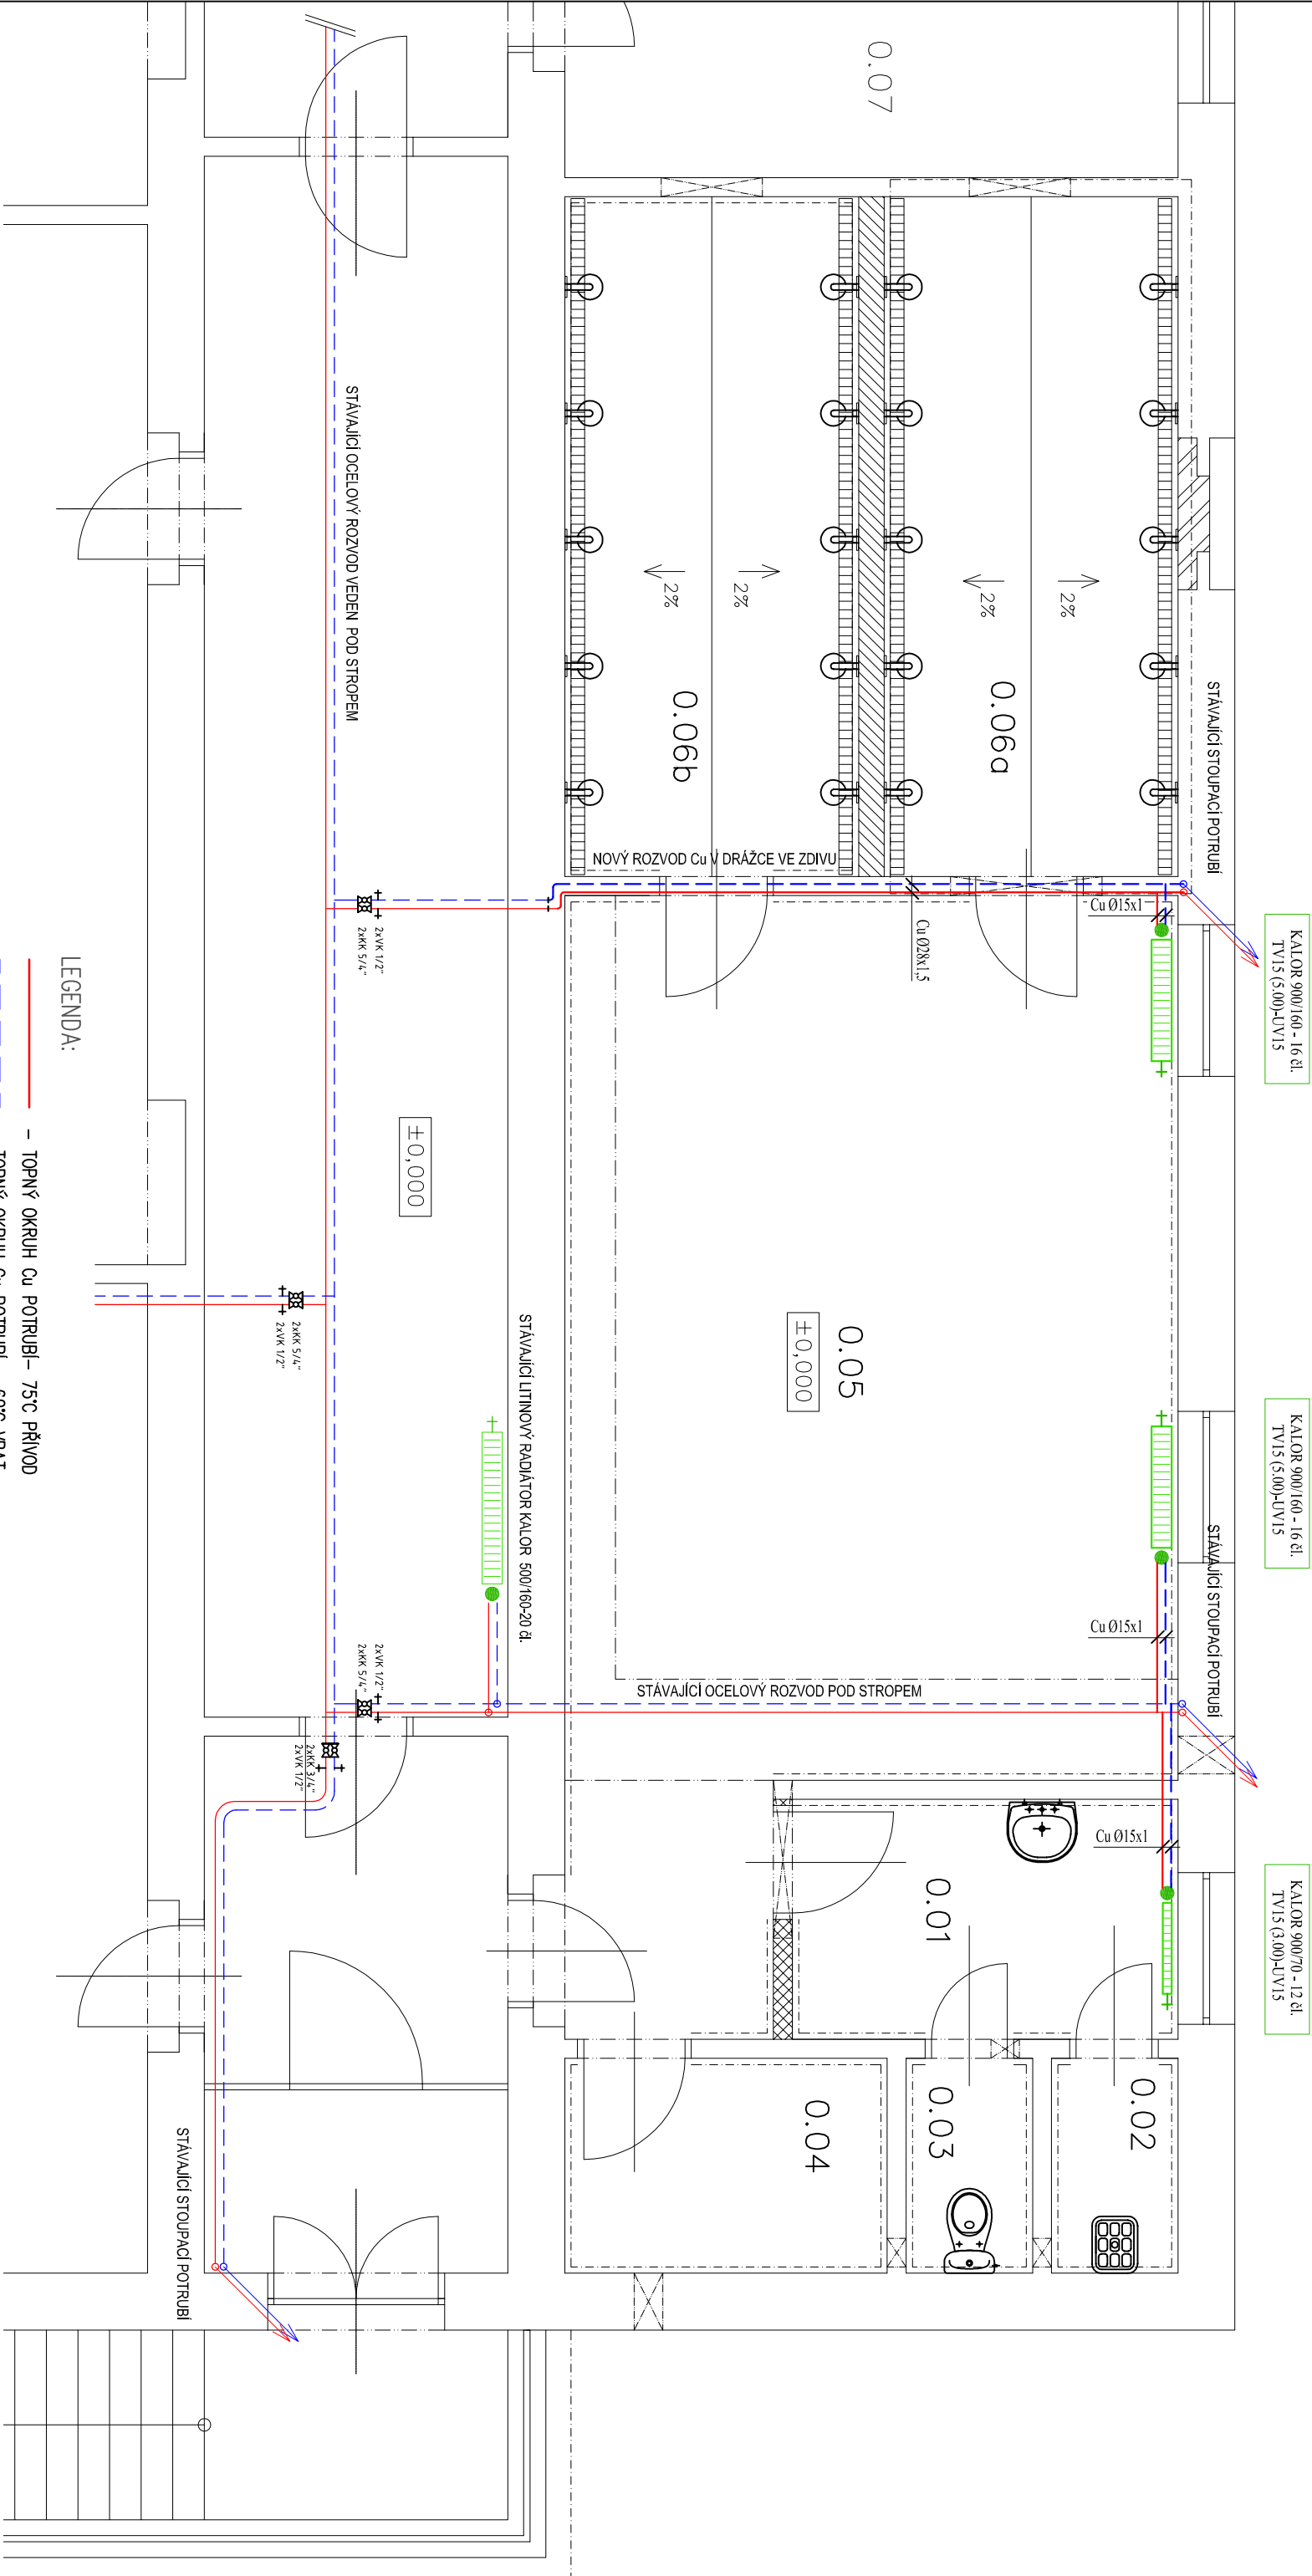 0.07
STÁVAJÍCÍ OCELOVÝ ROZVOD VEDEN POD STROPEM
2%
2%
2%
2%
0.06b
0.06a
STÁVAJÍCÍ STOUPACÍ POTRUBÍ
NOVÝ ROZVOD Cu V DRÁŽCE VE ZDIVU
Cu Ø15x1
Cu Ø28x1,5
KALOR 900/160 - 16 čl.
TV15 (5.00)-UV15
2xVK 1/2"
2xKK 5/4"
LEGENDA:
- TOPNÝ OKRUH Cu POTRUBÍ- 75°C PŘÍVOD
±0,000
2xKK 5/4"
2xVK 1/2"
STÁVAJÍCÍ LITINOVÝ RADIÁTOR KALOR 500/160-20 čl.
0.05
±0,000
KALOR 900/160 - 16 čl.
TV15 (5.00)-UV15
STÁVAJÍCÍ STOUPACÍ POTRUBÍ
Cu Ø15x1
STÁVAJÍCÍ OCELOVÝ ROZVOD POD STROPEM
2xVK 1/2"
2xKK 5/4"
2xKK 3/4"
2xVK 1/2"
Cu Ø15x1
KALOR 900/70 - 12 čl.
TV15 (3.00)-UV15
0.01
0.02
0.03
0.04
STÁVAJÍCÍ STOUPACÍ POTRUBÍ